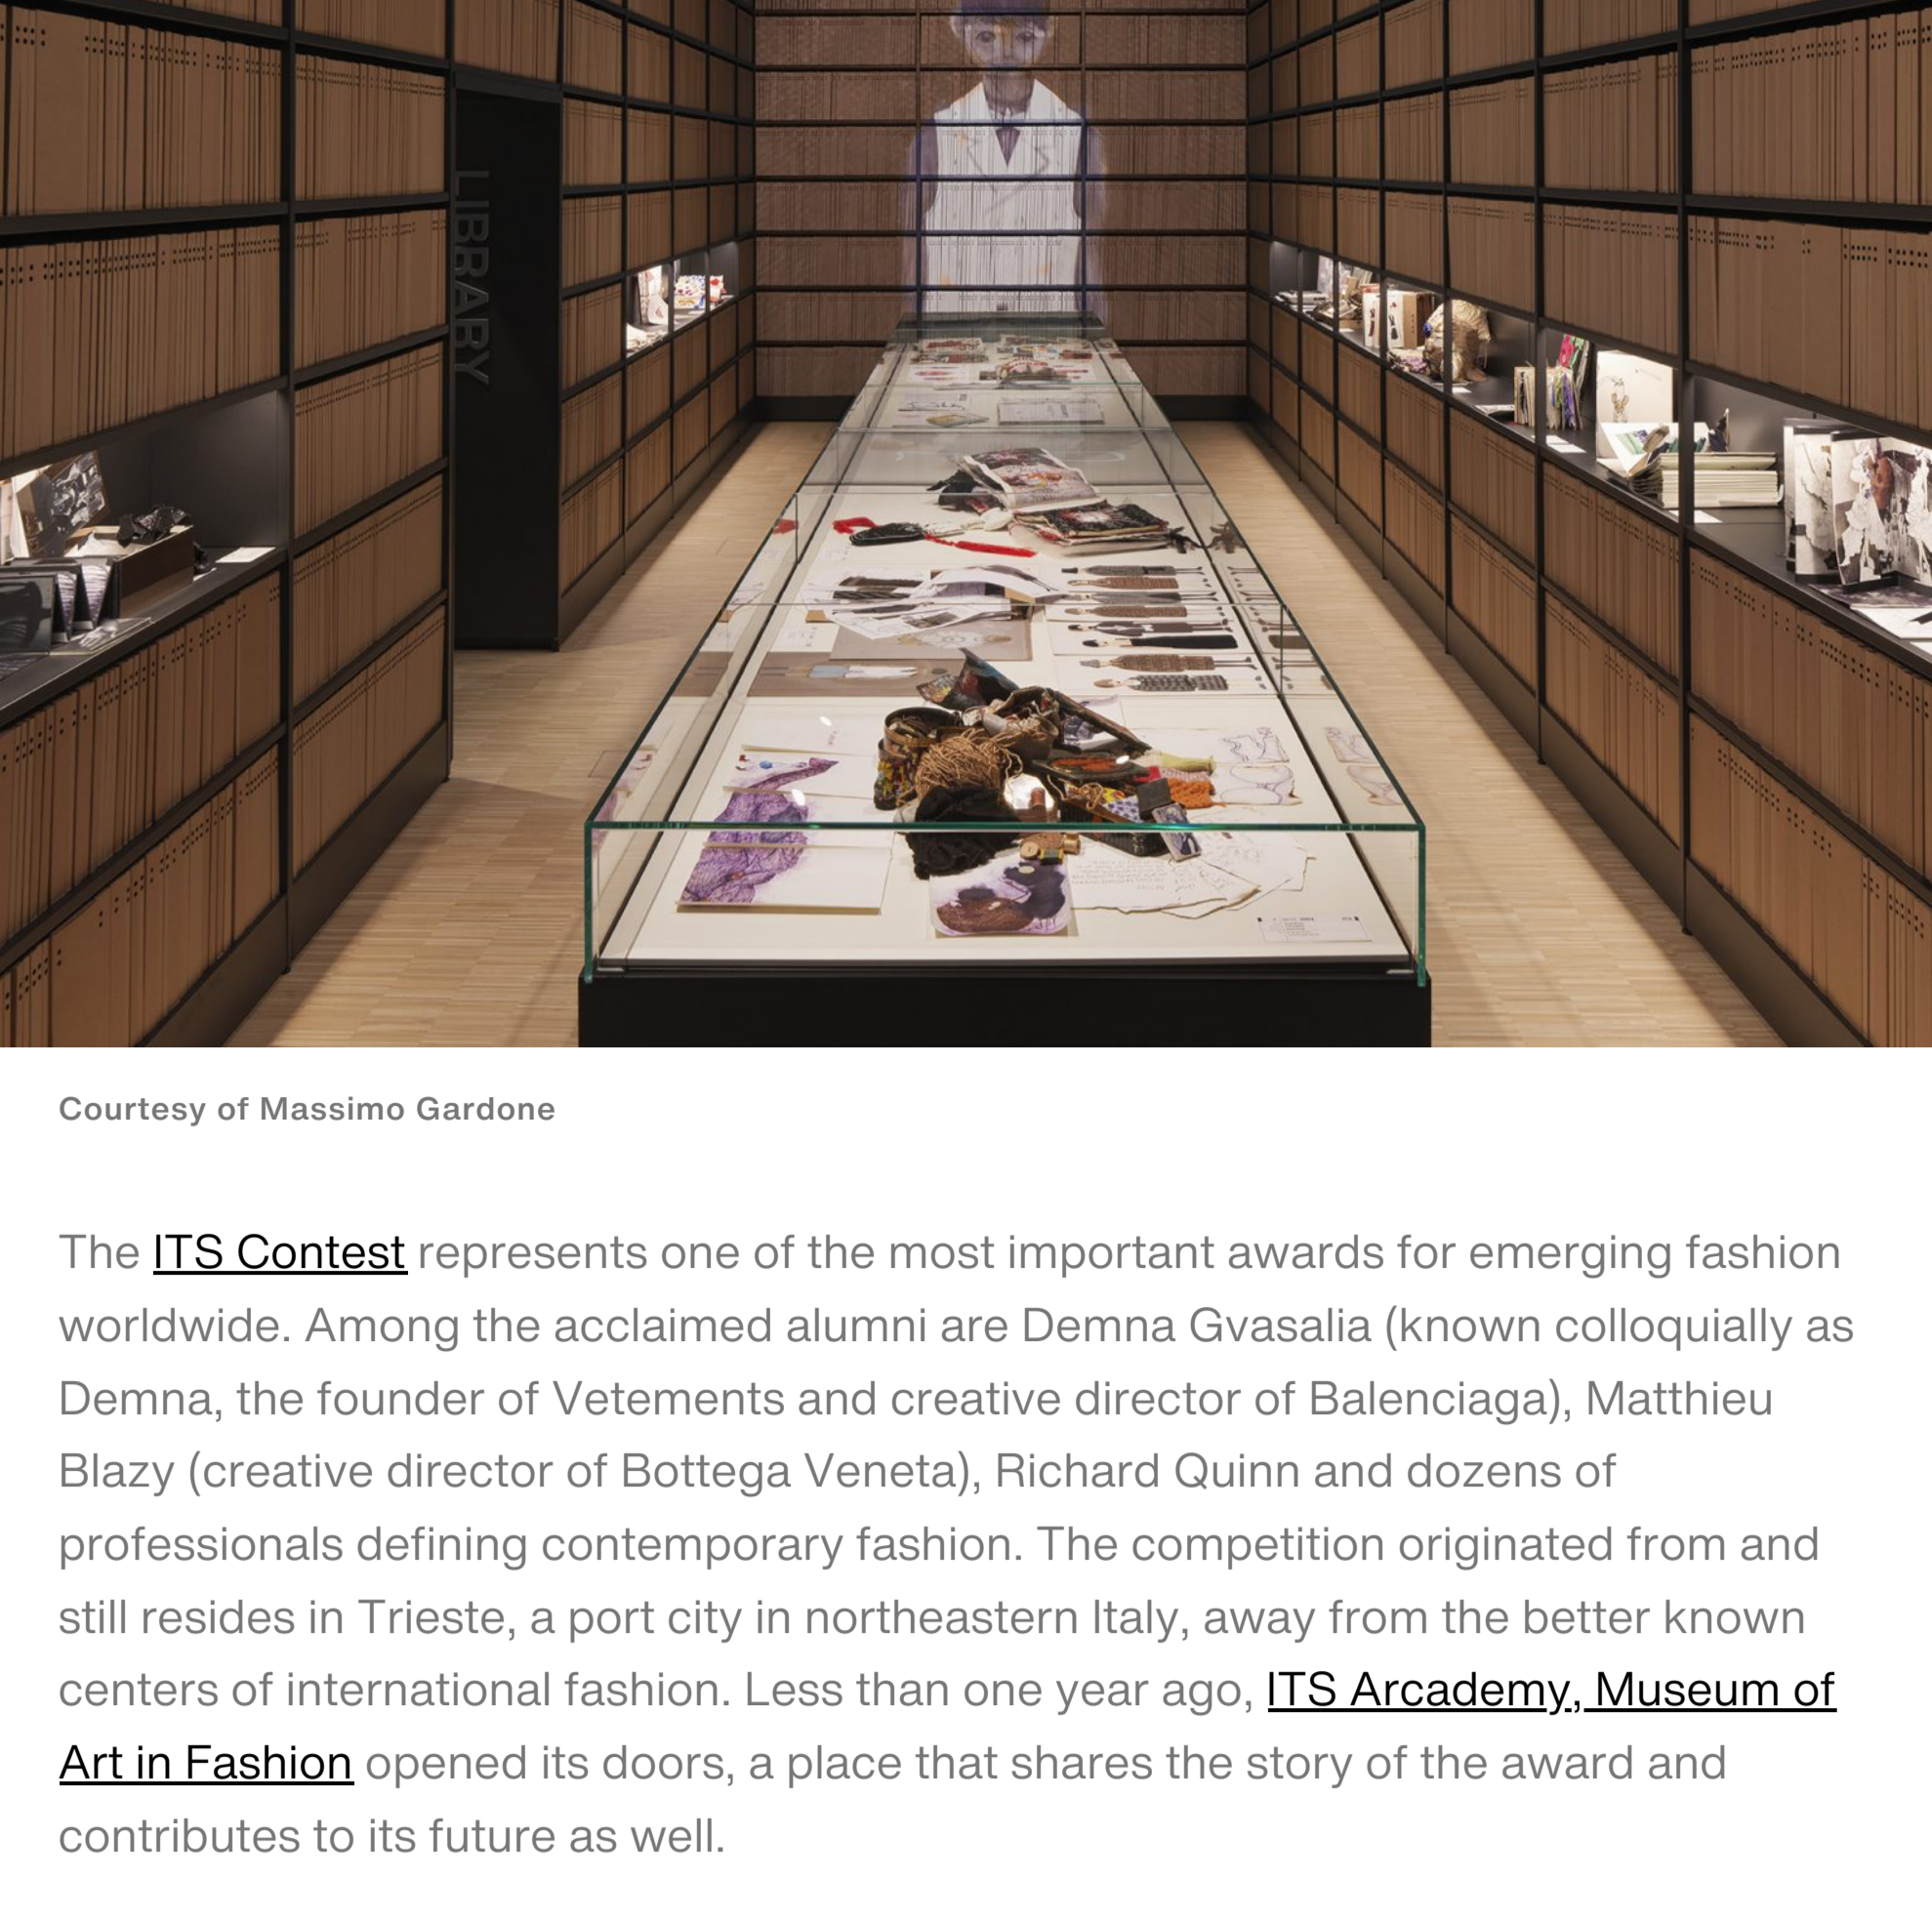 LIBRARY
Courtesy of Massimo Gardone
The ITS Contest represents one of the most important awards for emerging fashion
worldwide. Among the acclaimed alumni are Demna Gvasalia (known colloquially as
Demna, the founder of Vetements and creative director of Balenciaga), Matthieu
Blazy (creative director of Bottega Veneta), Richard Quinn and dozens of
professionals defining contemporary fashion. The competition originated from and
still resides in Trieste, a port city in northeastern Italy, away from the better known
centers of international fashion. Less than one year ago, ITS Arcademy, Museum of
Art in Fashion opened its doors, a place that shares the story of the award and
contributes to its future as well.